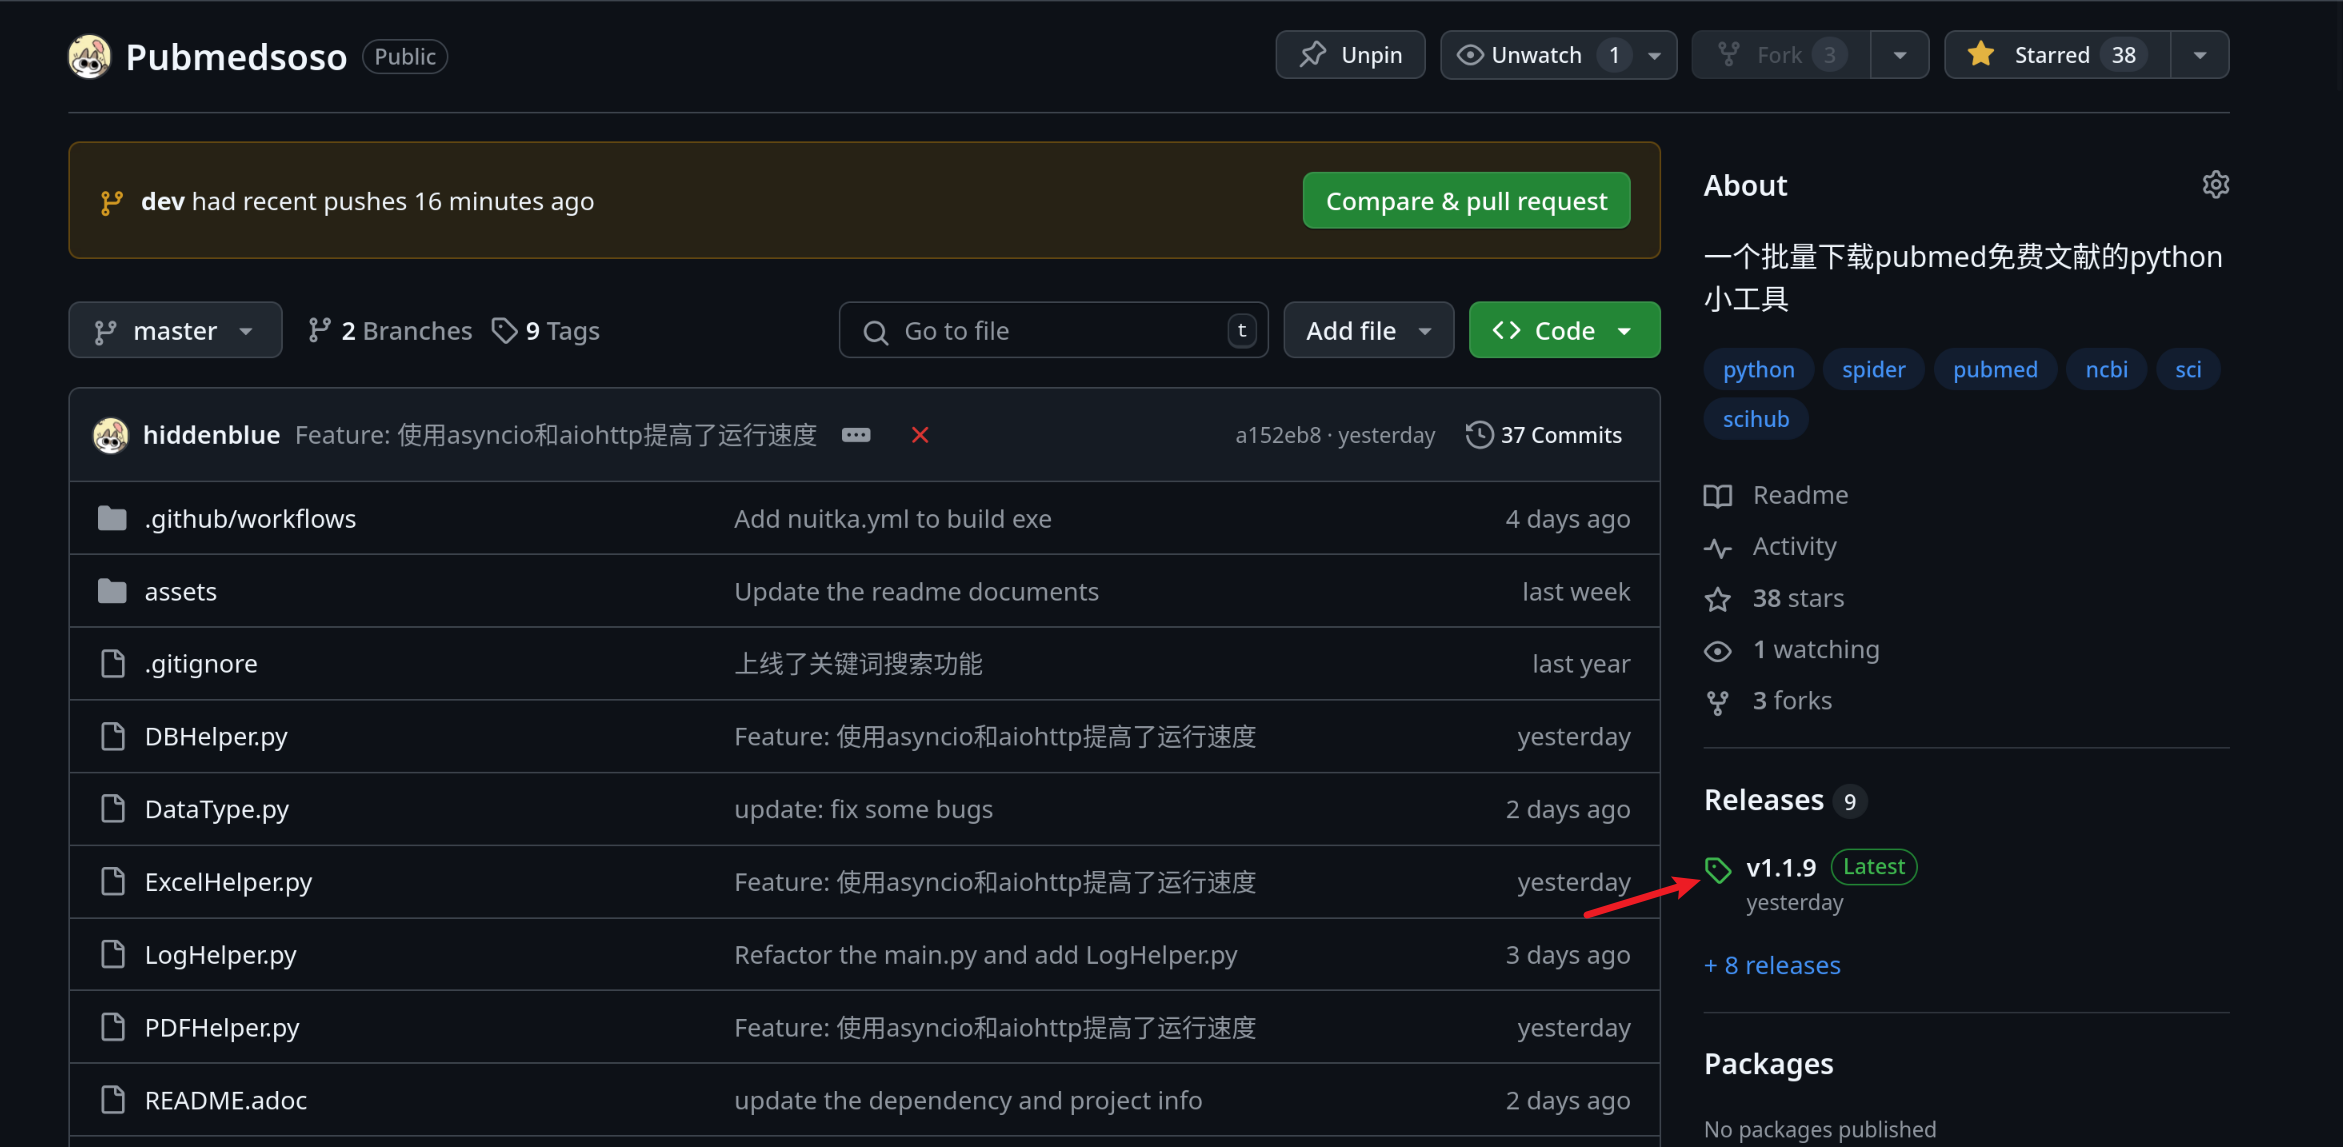 Pubmedsoso Public Unpin Unwatch 1 Fork 3 Starred 38
dev had recent pushes 16 minutes ago Compare & pull request
master 2 Branches 9 Tags Go to file t Add file Code
hiddenblue Feature: 使用asyncio和aiohttp提高了运行速度 a152eb8 · yesterday 37 Commits
.github/workflows Add nuitka.yml to build exe 4 days ago
assets Update the readme documents last week
.gitignore 上线了关键词搜索功能 last year
DBHelper.py Feature: 使用asyncio和aiohttp提高了运行速度 yesterday
DataType.py update: fix some bugs 2 days ago
ExcelHelper.py Feature: 使用asyncio和aiohttp提高了运行速度 yesterday
LogHelper.py Refactor the main.py and add LogHelper.py 3 days ago
PDFHelper.py Feature: 使用asyncio和aiohttp提高了运行速度 yesterday
README.adoc update the dependency and project info 2 days ago
About
一个批量下载pubmed免费文献的python
小工具
python spider pubmed ncbi sci
scihub
Readme
Activity
38 stars
1 watching
3 forks
Releases 9
v1.1.9 Latest
yesterday
+ 8 releases
Packages
No packages published